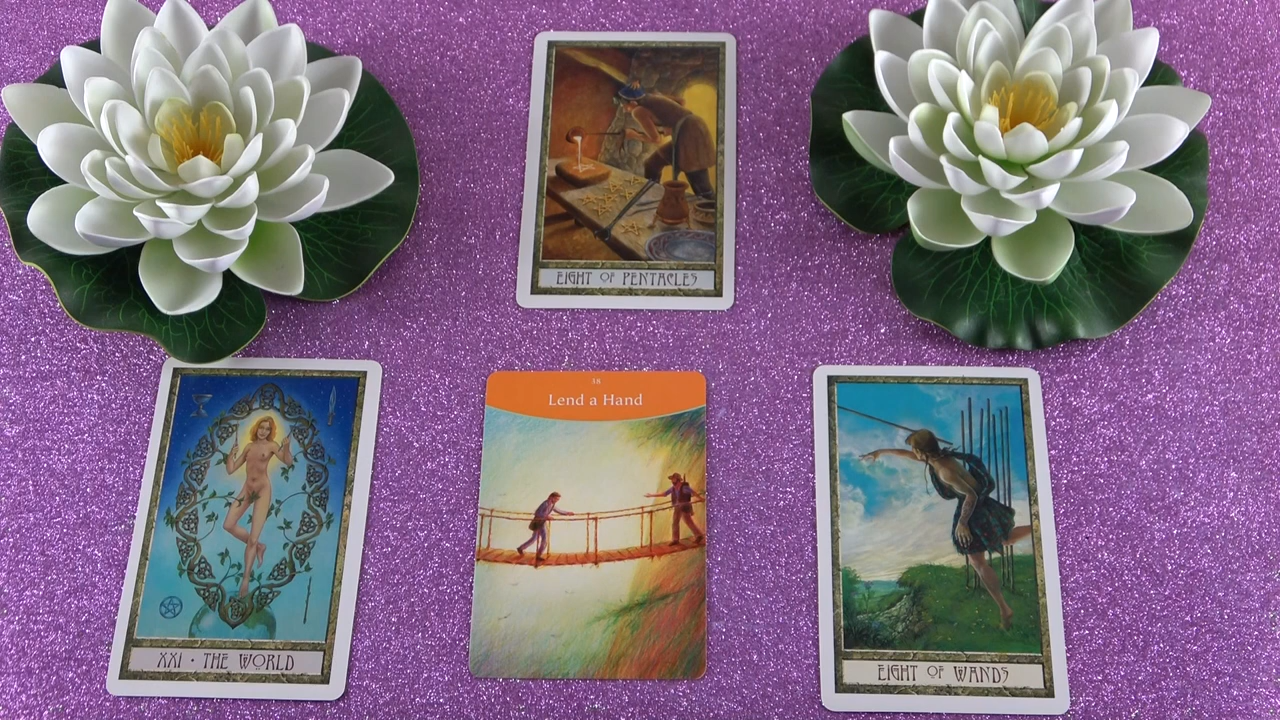 EIGHT OF PENTACLES
38
Lend a Hand
XXI · THE WORLD
EIGHT OF WANDS